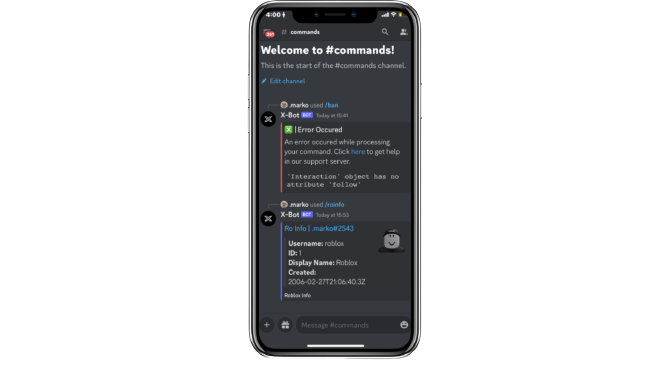 4:00
commands
Welcome to #commands!
This is the start of the #commands channel.
Edit channel
.marko used /ban
X-Bot BOT Today at 15:41
| Error Occured
An error occured while processing
your command. Click here to get help
in our support server.
'Interaction' object has no
attribute 'follow'
.marko used /roinfo
X-Bot BOT Today at 15:53
Ro Info | .marko#2543
Username: roblox
ID: 1
Display Name: Roblox
Created:
2006-02-27T21:06:40.3Z
Roblox Info
Message #commands